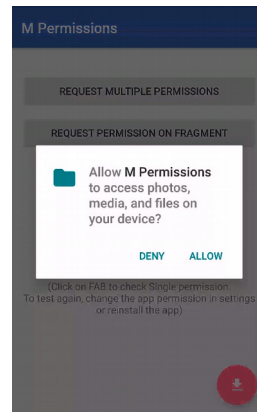 M Permissions
REQUEST MULTIPLE PERMISSIONS
REQUEST PERMISSION ON FRAGMENT
Allow M Permissions
to access photos,
media, and files on
your device?
DENY ALLOW
(Click on FAB to check Single permission.
To test again, change the app permission in settings
or reinstall the app)